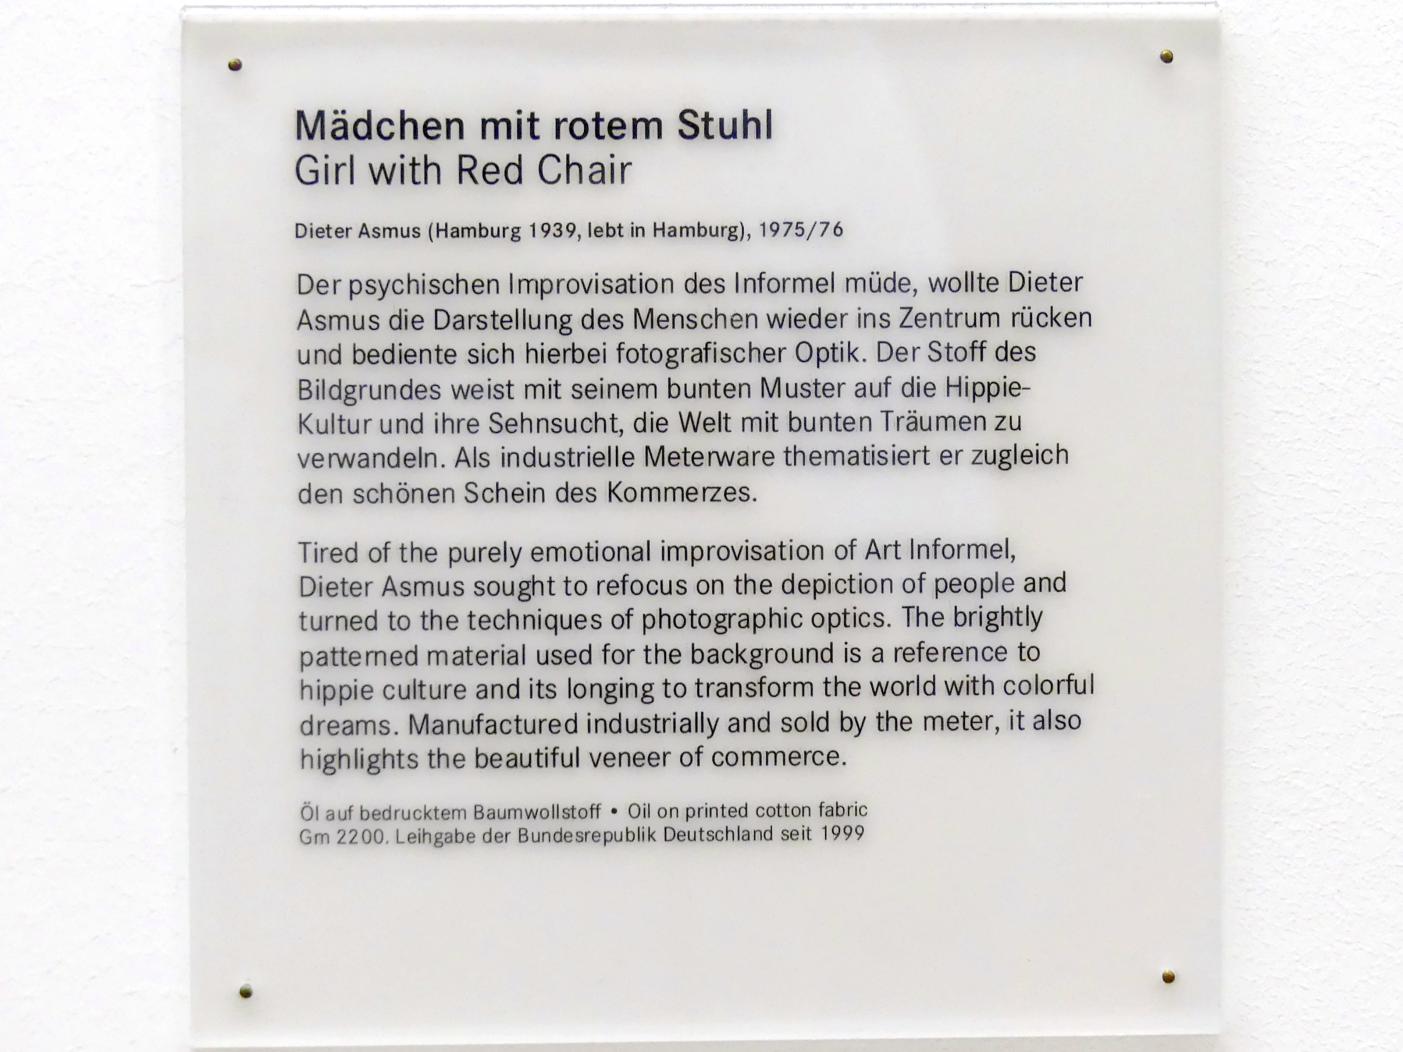 Mädchen mit rotem Stuhl
Girl with Red Chair
Dieter Asmus (Hamburg 1939, lebt in Hamburg), 1975/76
Der psychischen Improvisation des Informel müde, wollte Dieter
Asmus die Darstellung des Menschen wieder ins Zentrum rücken
und bediente sich hierbei fotografischer Optik. Der Stoff des
Bildgrundes weist mit seinem bunten Muster auf die Hippie-
Kultur und ihre Sehnsucht, die Welt mit bunten Träumen zu
verwandeln. Als industrielle Meterware thematisiert er zugleich
den schönen Schein des Kommerzes.
Tired of the purely emotional improvisation of Art Informel,
Dieter Asmus sought to refocus on the depiction of people and
turned to the techniques of photographic optics. The brightly
patterned material used for the background is a reference to
hippie culture and its longing to transform the world with colorful
dreams. Manufactured industrially and sold by the meter, it also
highlights the beautiful veneer of commerce.
Öl auf bedrucktem Baumwollstoff • Oil on printed cotton fabric
Gm 2200. Leihgabe der Bundesrepublik Deutschland seit 1999